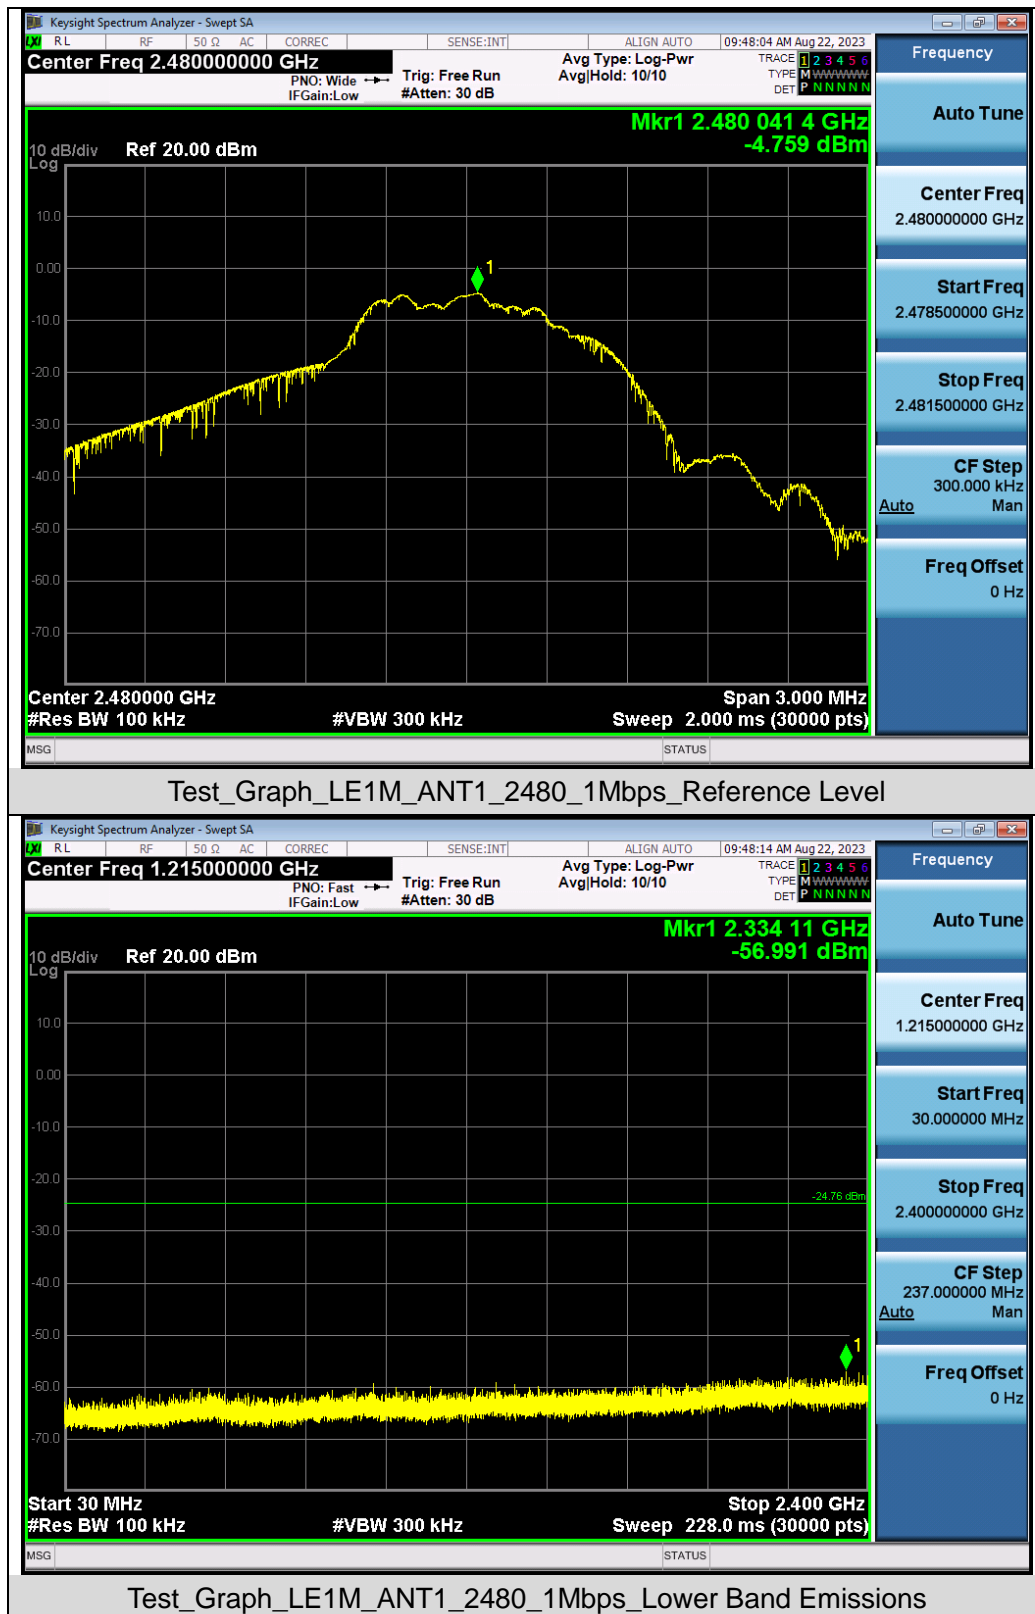 Keysight Spectrum Analyzer - Swept SA
LXI RL RF 50 Ω AC CORREC SENSE:INT ALIGN AUTO 09:48:04 AM Aug 22, 2023
Center Freq 2.480000000 GHz
PNO: Wide
IFGain:Low
Trig: Free Run
#Atten: 30 dB
Avg Type: Log-Pwr
Avg|Hold: 10/10
TRACE 1 2 3 4 5 6
TYPE M WWWWW
DET P N N N N N
Mkr1 2.480 041 4 GHz
-4.759 dBm
10 dB/div Ref 20.00 dBm
Log
10.0
0.00
1
-10.0
-20.0
-30.0
-40.0
-50.0
-60.0
-70.0
Center 2.480000 GHz Span 3.000 MHz
#Res BW 100 kHz #VBW 300 kHz Sweep 2.000 ms (30000 pts)
MSG STATUS
Frequency
Auto Tune
Center Freq
2.480000000 GHz
Start Freq
2.478500000 GHz
Stop Freq
2.481500000 GHz
CF Step
300.000 kHz
Auto Man
Freq Offset
0 Hz
Test_Graph_LE1M_ANT1_2480_1Mbps_Reference Level
Keysight Spectrum Analyzer - Swept SA
LXI RL RF 50 Ω AC CORREC SENSE:INT ALIGN AUTO 09:48:14 AM Aug 22, 2023
Center Freq 1.215000000 GHz
PNO: Fast
IFGain:Low
Trig: Free Run
#Atten: 30 dB
Avg Type: Log-Pwr
Avg|Hold: 10/10
TRACE 1 2 3 4 5 6
TYPE M WWWWW
DET P N N N N N
Mkr1 2.334 11 GHz
-56.991 dBm
10 dB/div Ref 20.00 dBm
Log
10.0
0.00
-10.0
-20.0
-24.76 dBm
-30.0
-40.0
-50.0
1
-60.0
-70.0
Start 30 MHz Stop 2.400 GHz
#Res BW 100 kHz #VBW 300 kHz Sweep 228.0 ms (30000 pts)
MSG STATUS
Frequency
Auto Tune
Center Freq
1.215000000 GHz
Start Freq
30.000000 MHz
Stop Freq
2.400000000 GHz
CF Step
237.000000 MHz
Auto Man
Freq Offset
0 Hz
Test_Graph_LE1M_ANT1_2480_1Mbps_Lower Band Emissions